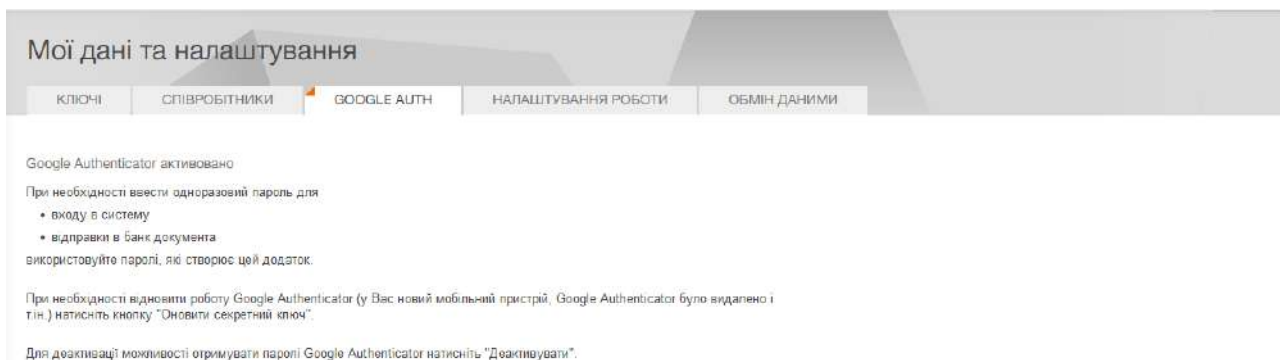 Мої дані та налаштування
КЛЮЧІ СПІВРОБІТНИКИ GOOGLE AUTH НАЛАШТУВАННЯ РОБОТИ ОБМІН ДАНИМИ
Google Authenticator активовано
При необхідності ввести одноразовий пароль для
• входу в систему
• відправки в банк документа
використовуйте паролі, які створює цей додаток.
При необхідності відновити роботу Google Authenticator (у Вас новий мобільний пристрій, Google Authenticator було видалено і
т.ін.) натисніть кнопку "Оновити секретний ключ".
Для деактивації можливості отримувати паролі Google Authenticator натисніть "Деактивувати".